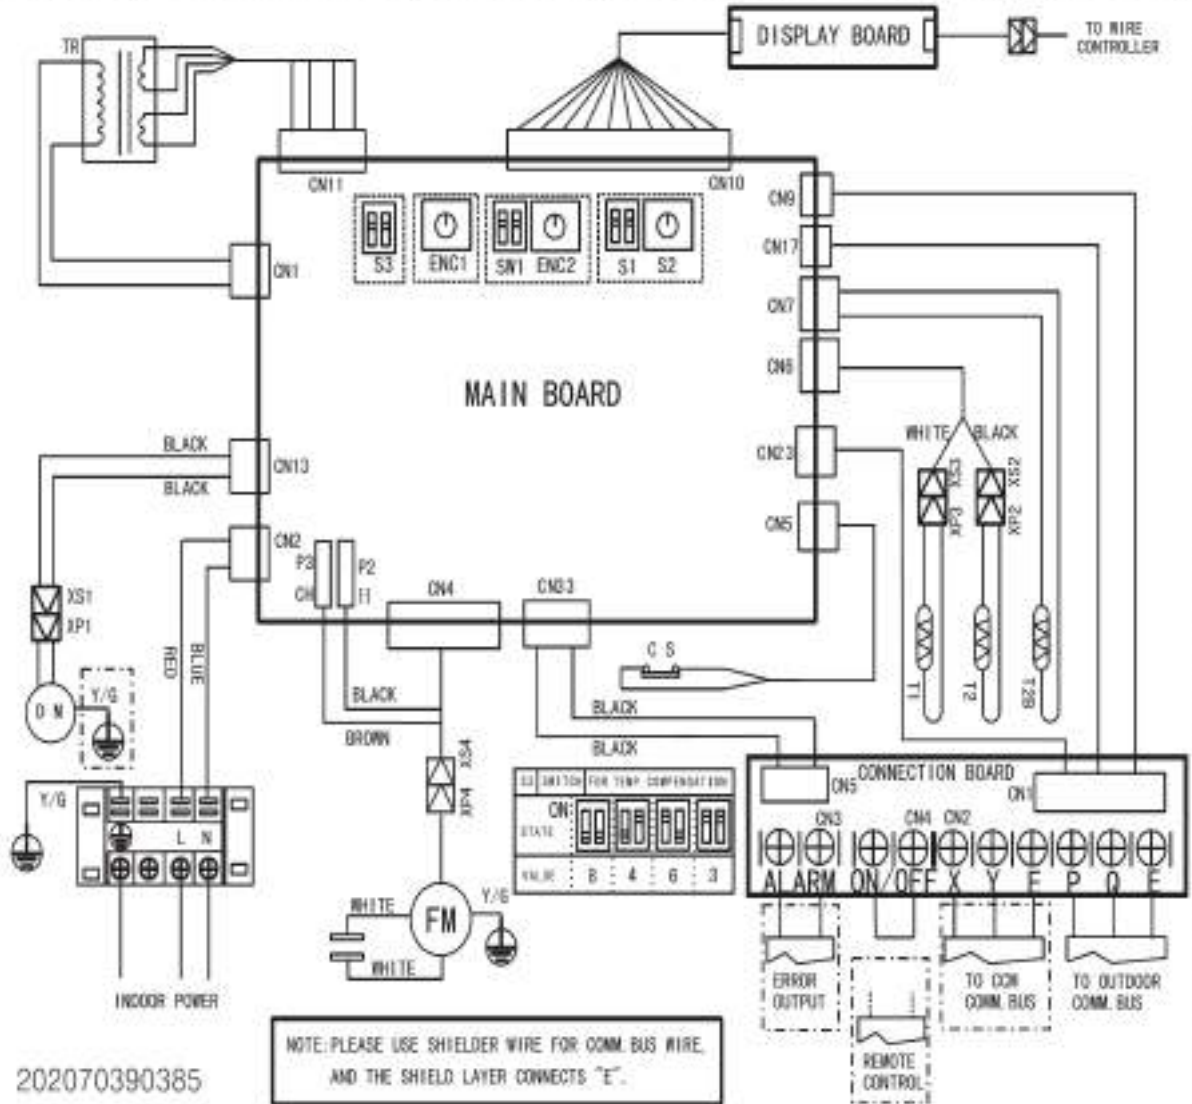 TR
DISPLAY BOARD
TO WIRE
CONTROLLER
CN11
CN10
CN9
CN17
S3
ENC1
SW1
ENC2
S1
S2
CN1
CN7
CN6
MAIN BOARD
WHITE
BLACK
BLACK
CN13
CN23
BLACK
XS3
XS2
XP3
XP2
CN2
CN5
P3
P2
CN4
CN33
XS1
XP1
RED
BLUE
C S
T1
T2
T2B
Y/G
BLACK
BROWN
BLACK
BLACK
XS4
XP4
CONNECTION BOARD
CN5
CN1
S3 SWITCH FOR TEMP COMPENSATION
ON
STATE
VALUE
8
4
6
3
CN3
CN4
CN2
ALARM ON/OFF X Y E P Q E
Y/G
L N
WHITE
FM
Y/G
WHITE
INDOOR POWER
ERROR
OUTPUT
TO CCM
COMM. BUS
TO OUTDOOR
COMM. BUS
REMOTE
CONTROL
NOTE: PLEASE USE SHIELDER WIRE FOR COMM. BUS WIRE,
AND THE SHIELD LAYER CONNECTS "E".
202070390385